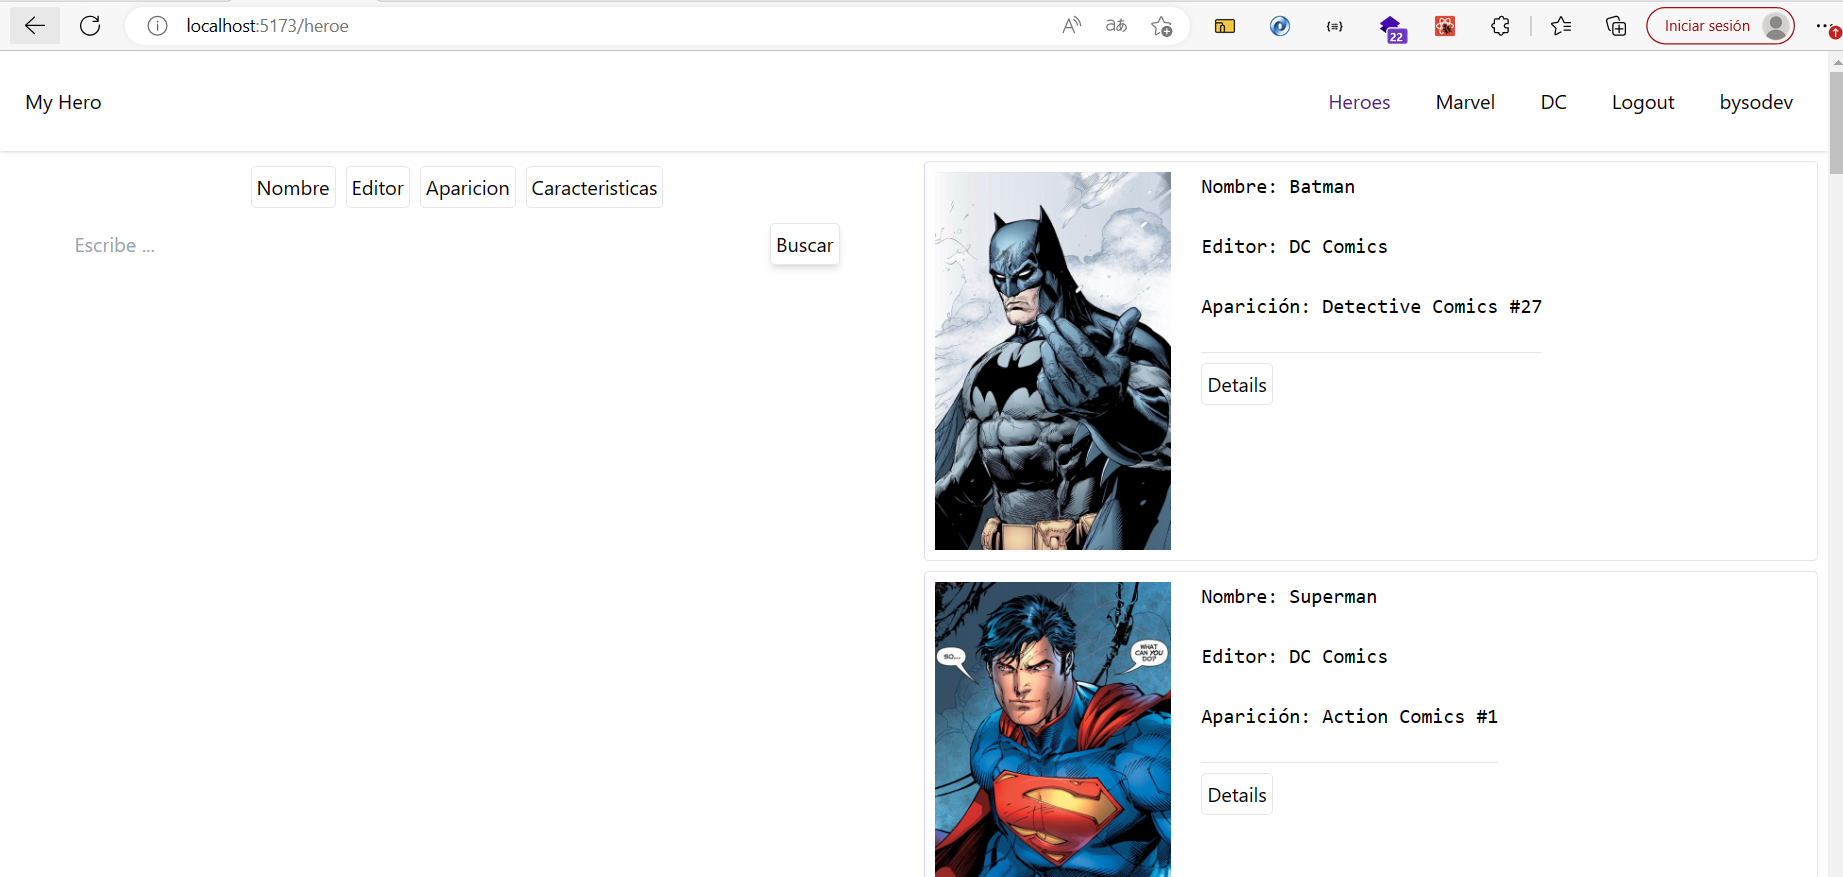 localhost:5173/heroe
aあ
22
Iniciar sesión
My Hero
Heroes Marvel DC Logout bysodev
Nombre Editor Aparicion Caracteristicas
Escribe ...
Buscar
Nombre: Batman
Editor: DC Comics
Aparición: Detective Comics #27
Details
Nombre: Superman
Editor: DC Comics
Aparición: Action Comics #1
Details
SO...
WHAT
CAN YOU
DO?